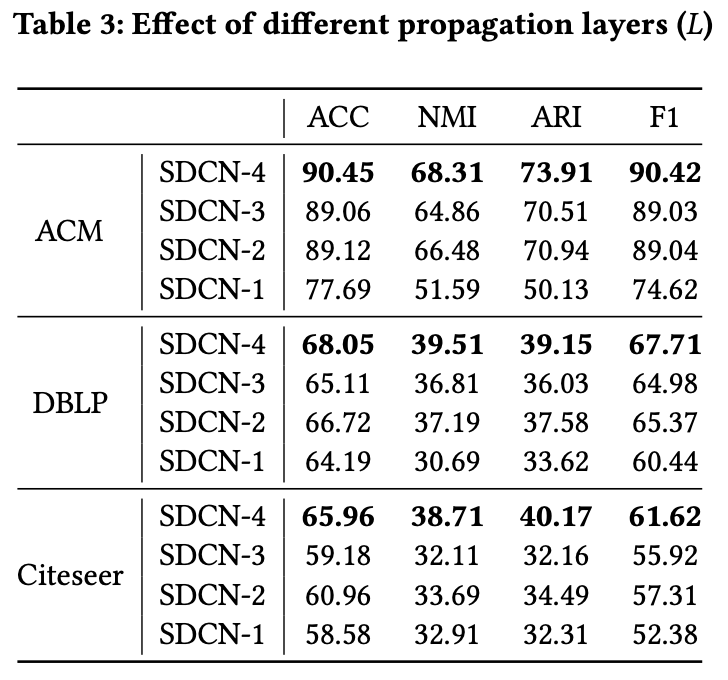 Table 3: Effect of different propagation layers (L)
ACC NMI ARI F1
ACM
SDCN-4 90.45 68.31 73.91 90.42
SDCN-3 89.06 64.86 70.51 89.03
SDCN-2 89.12 66.48 70.94 89.04
SDCN-1 77.69 51.59 50.13 74.62
DBLP
SDCN-4 68.05 39.51 39.15 67.71
SDCN-3 65.11 36.81 36.03 64.98
SDCN-2 66.72 37.19 37.58 65.37
SDCN-1 64.19 30.69 33.62 60.44
Citeseer
SDCN-4 65.96 38.71 40.17 61.62
SDCN-3 59.18 32.11 32.16 55.92
SDCN-2 60.96 33.69 34.49 57.31
SDCN-1 58.58 32.91 32.31 52.38